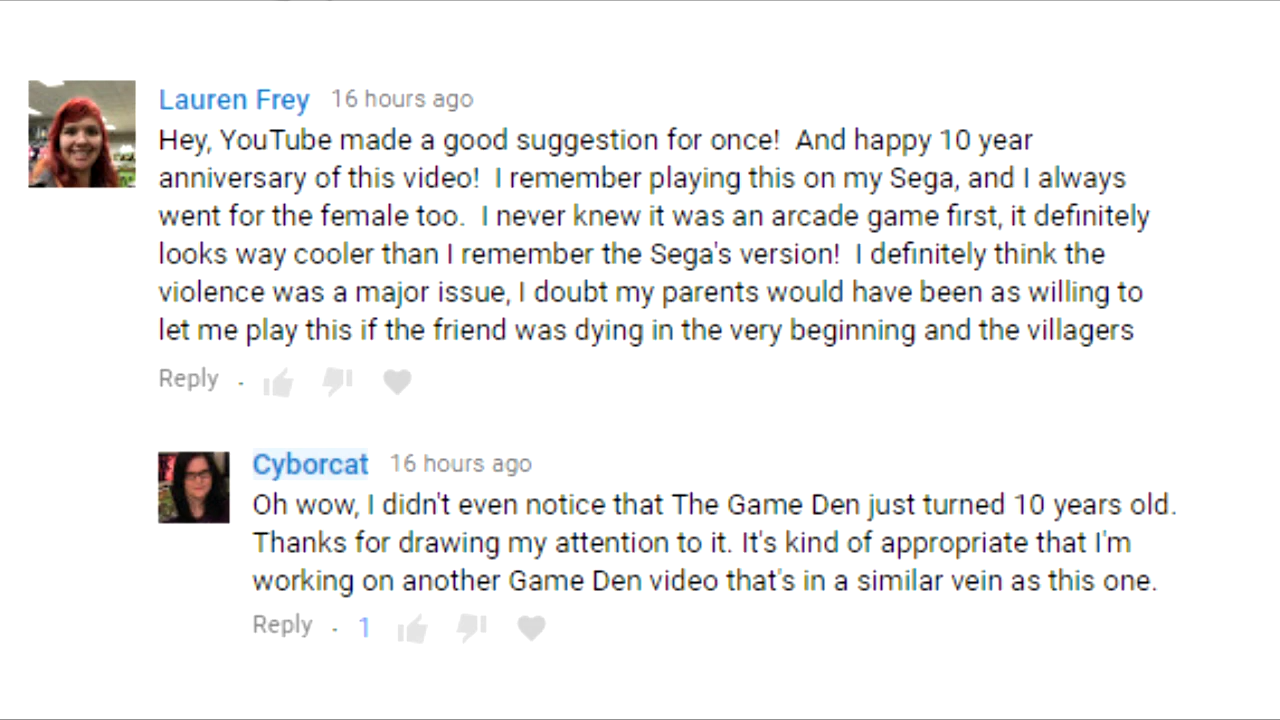 Lauren Frey 16 hours ago
Hey, YouTube made a good suggestion for once!  And happy 10 year
anniversary of this video!  I remember playing this on my Sega, and I always
went for the female too.  I never knew it was an arcade game first, it definitely
looks way cooler than I remember the Sega's version!  I definitely think the
violence was a major issue, I doubt my parents would have been as willing to
let me play this if the friend was dying in the very beginning and the villagers
Reply
Cyborcat 16 hours ago
Oh wow, I didn't even notice that The Game Den just turned 10 years old.
Thanks for drawing my attention to it. It's kind of appropriate that I'm
working on another Game Den video that's in a similar vein as this one.
Reply 1